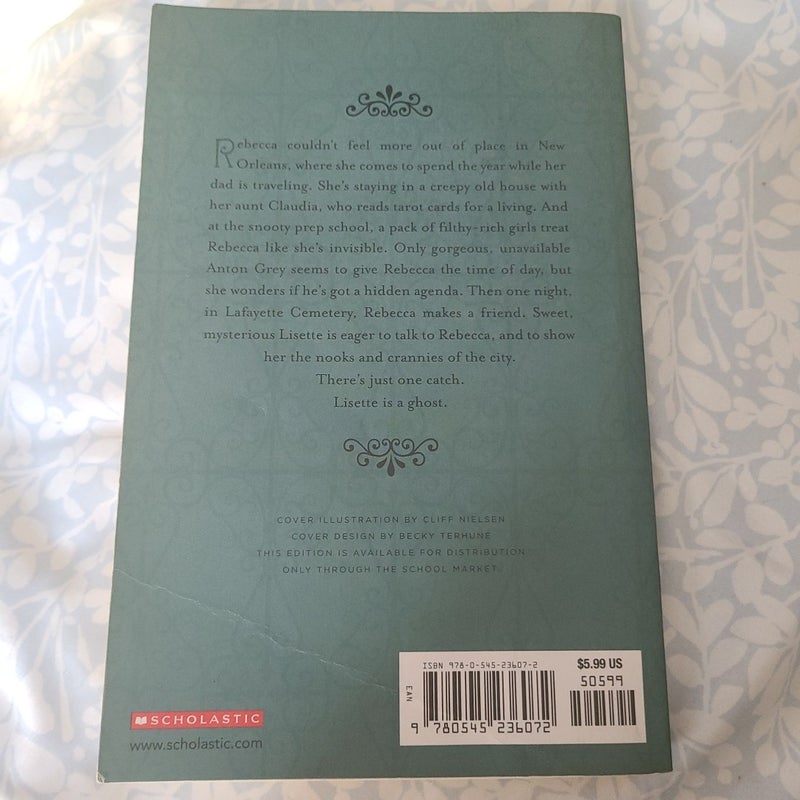 Rebecca couldn't feel more out of place in New
Orleans, where she comes to spend the year while her
dad is traveling. She's staying in a creepy old house with
her aunt Claudia, who reads tarot cards for a living. And
at the snooty prep school, a pack of filthy-rich girls treat
Rebecca like she's invisible. Only gorgeous, unavailable
Anton Grey seems to give Rebecca the time of day, but
she wonders if he's got a hidden agenda. Then one night,
in Lafayette Cemetery, Rebecca makes a friend. Sweet,
mysterious Lisette is eager to talk to Rebecca, and to show
her the nooks and crannies of the city.
There's just one catch.
Lisette is a ghost.
COVER ILLUSTRATION BY CLIFF NIELSEN
COVER DESIGN BY BECKY TERHUNE
THIS EDITION IS AVAILABLE FOR DISTRIBUTION
ONLY THROUGH THE SCHOOL MARKET.
ISBN 978-0-545-23607-2
$5.99 US
50599
EAN
9 780545 236072
SCHOLASTIC
www.scholastic.com